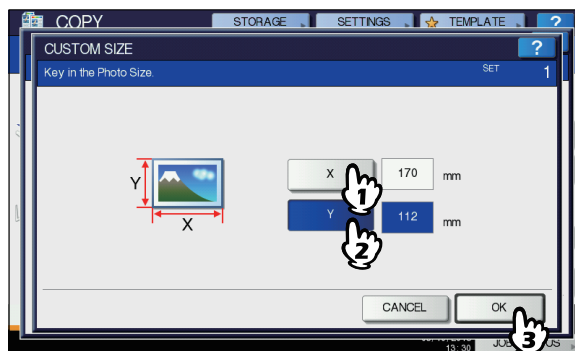 COPY STORAGE SETTINGS TEMPLATE ?
CUSTOM SIZE ?
Key in the Photo Size. SET 1
X 170 mm
1
Y
Y 112 mm
X
2
CANCEL OK
3
13:30